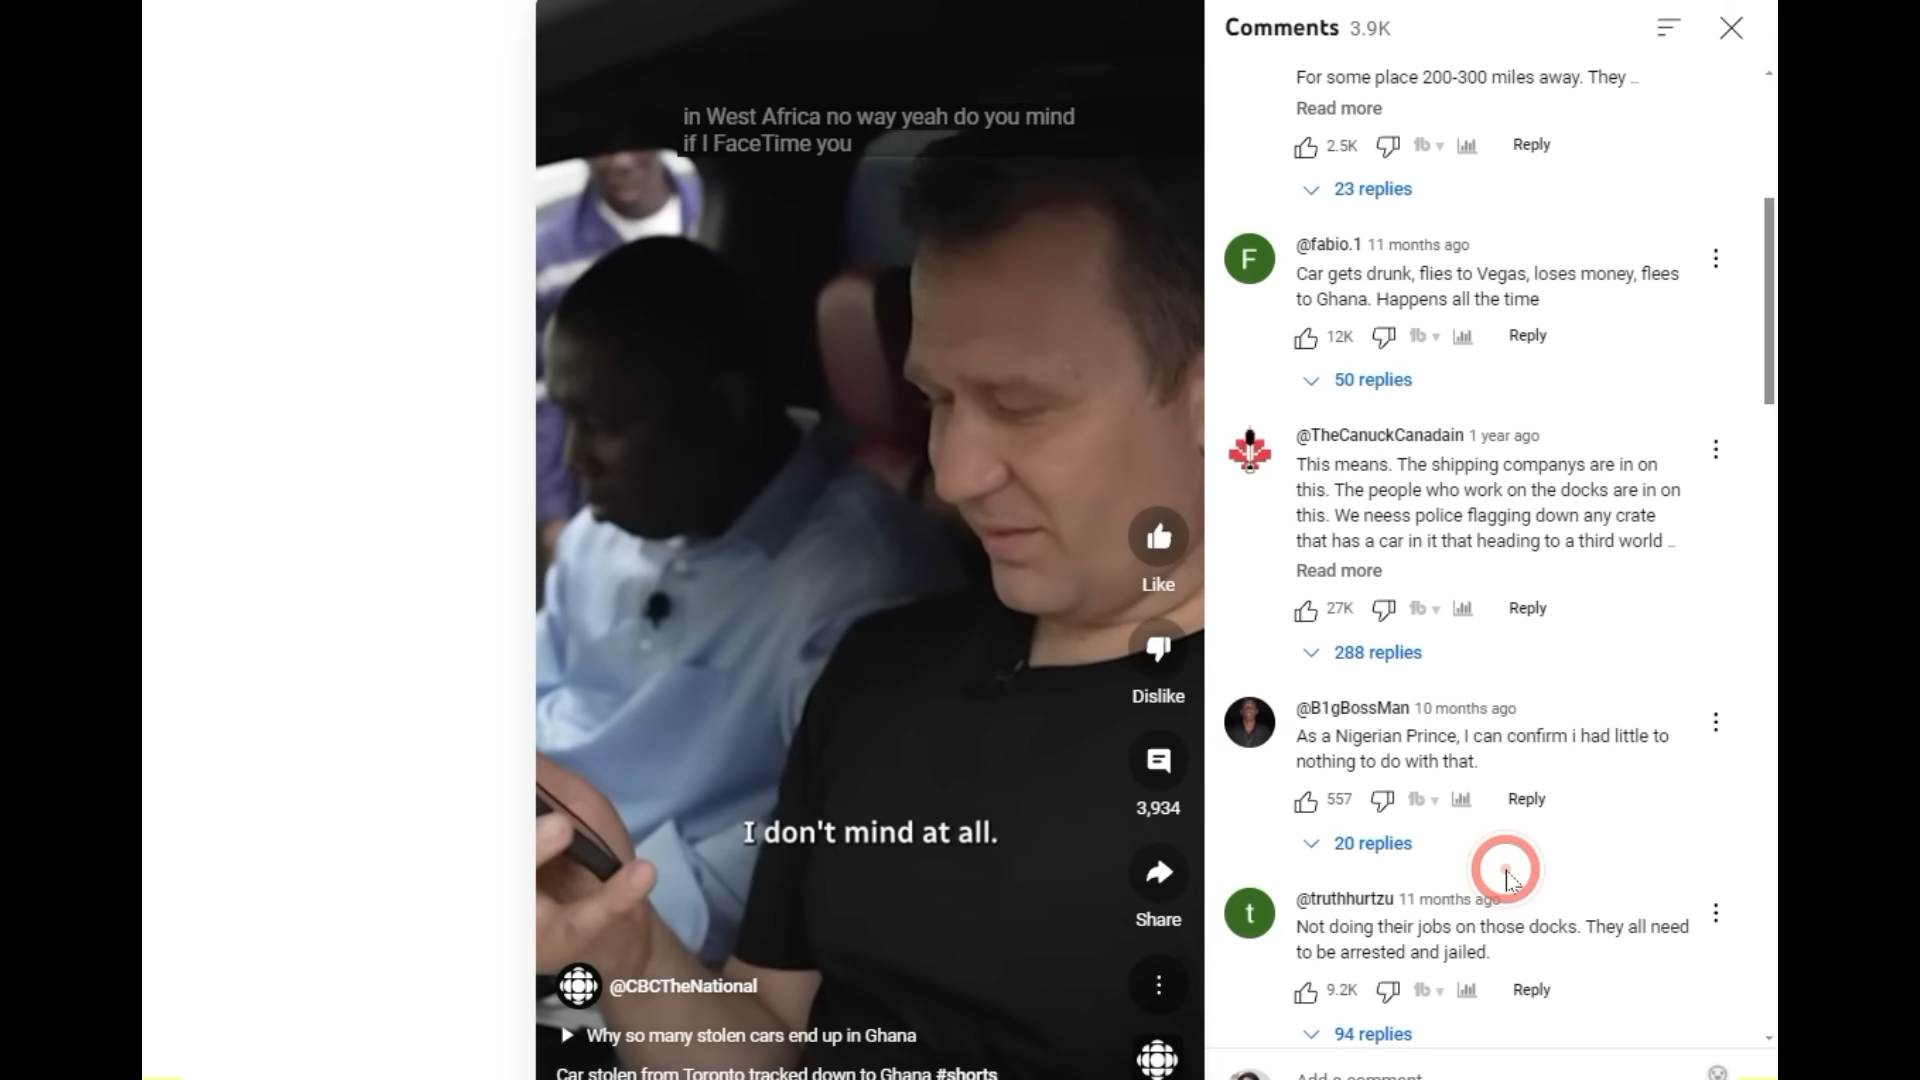 in West Africa no way yeah do you mind
if I FaceTime you
I don't mind at all.
Like
Dislike
3,934
Share
@CBCTheNational
Why so many stolen cars end up in Ghana
Car stolen from Toronto tracked down to Ghana #shorts
Comments 3.9K
For some place 200-300 miles away. They ...
Read more
2.5K Reply
23 replies
F
@fabio.1 11 months ago
Car gets drunk, flies to Vegas, loses money, flees
to Ghana. Happens all the time
12K Reply
50 replies
@TheCanuckCanadain 1 year ago
This means. The shipping companys are in on
this. The people who work on the docks are in on
this. We neess police flagging down any crate
that has a car in it that heading to a third world ...
Read more
27K Reply
288 replies
@B1gBossMan 10 months ago
As a Nigerian Prince, I can confirm i had little to
nothing to do with that.
557 Reply
20 replies
t
@truthhurtzu 11 months ago
Not doing their jobs on those docks. They all need
to be arrested and jailed.
9.2K Reply
94 replies
Add a comment